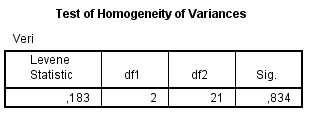 Test of Homogeneity of Variances
Veri
Levene
Statistic df1 df2 Sig.
,183 2 21 ,834